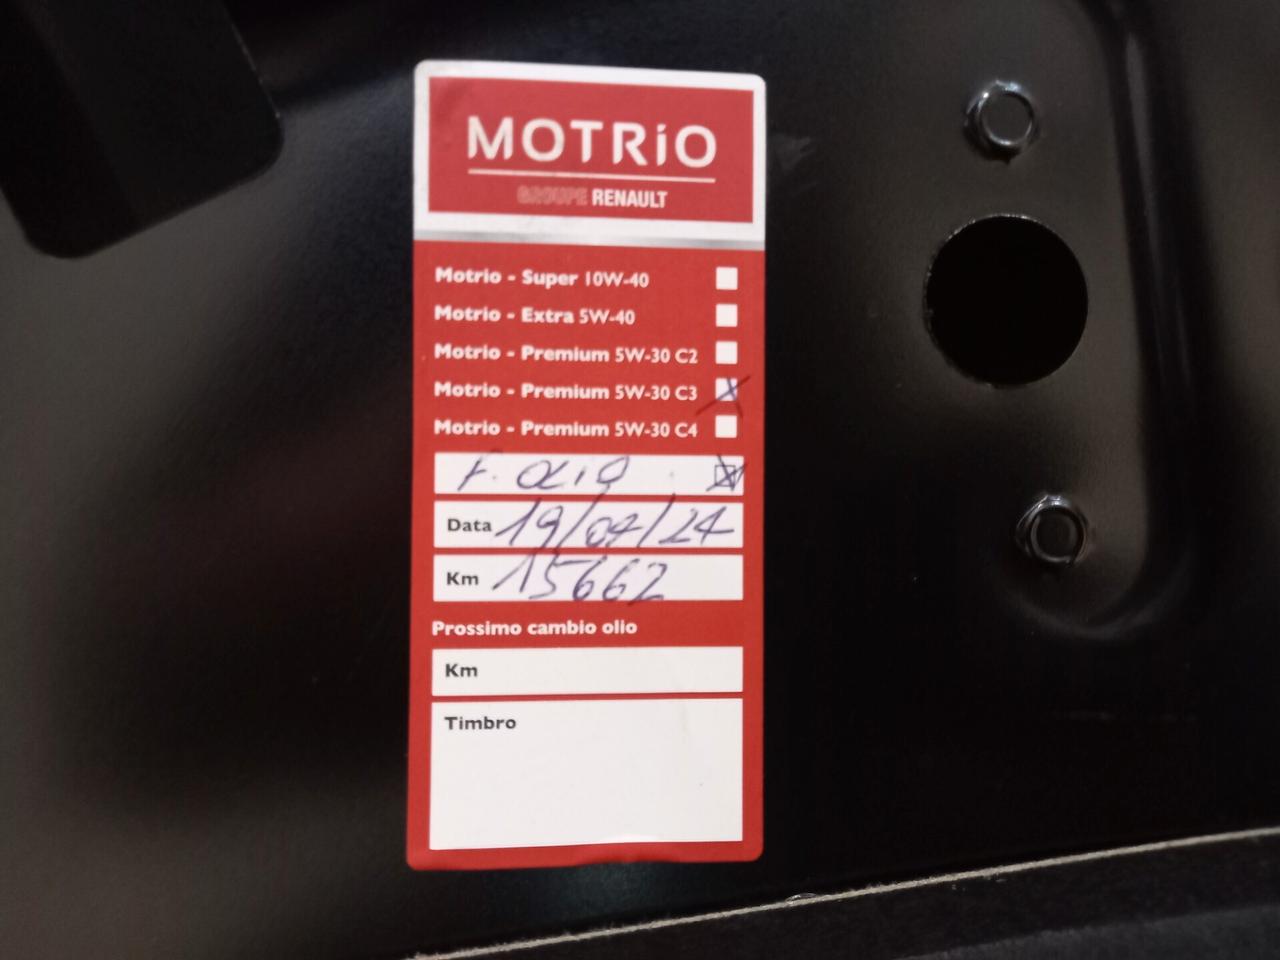 MOTRiO
GROUPE RENAULT
Motrio - Super 10W-40
Motrio - Extra 5W-40
Motrio - Premium 5W-30 C2
Motrio - Premium 5W-30 C3
Motrio - Premium 5W-30 C4
F. OLIO
Data 19/04/24
Km 15662
Prossimo cambio olio
Km
Timbro